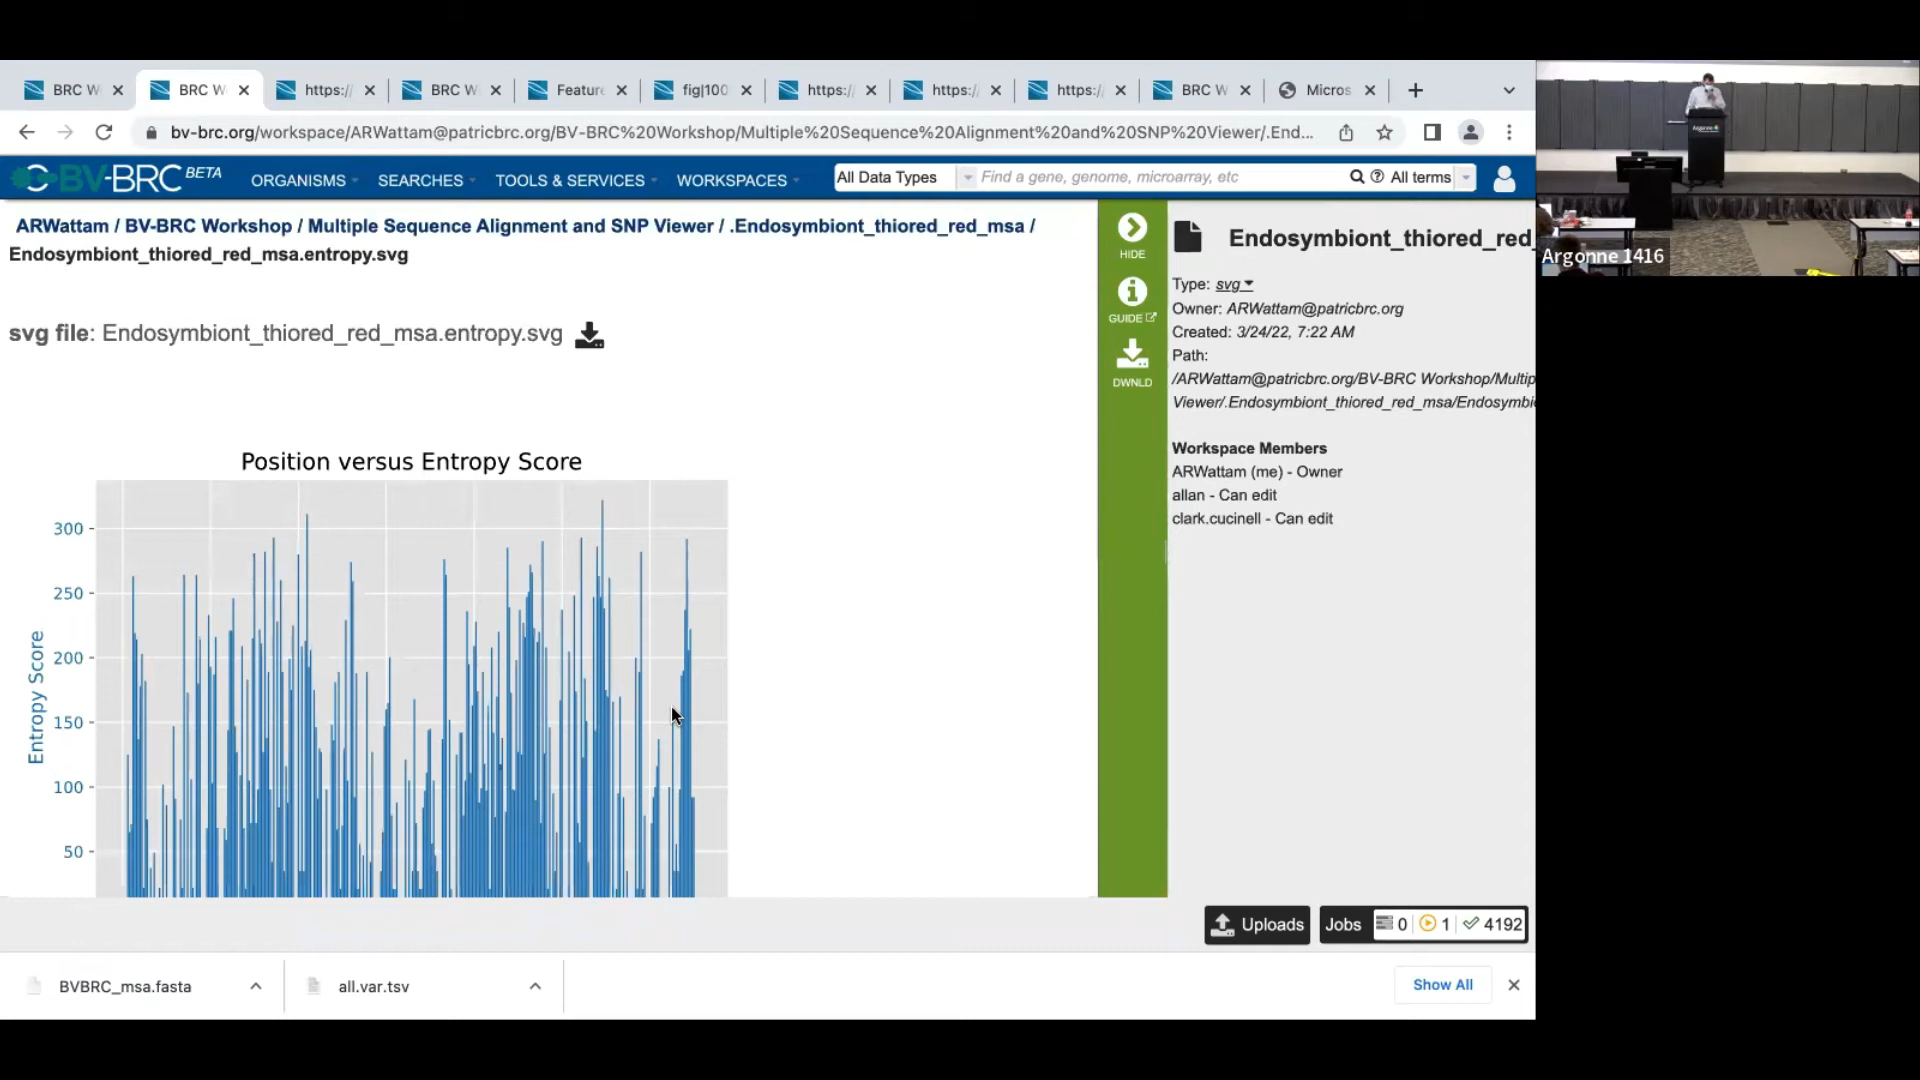 BRC W
BRC W
https://
BRC W
Feature
fig|100
https:/
https:/
https:/
BRC W
Micros
bv-brc.org/workspace/ARWattam@patricbrc.org/BV-BRC%20Workshop/Multiple%20Sequence%20Alignment%20and%20SNP%20Viewer/.End...
BV-BRC BETA
ORGANISMS
SEARCHES
TOOLS & SERVICES
WORKSPACES
All Data Types
Find a gene, genome, microarray, etc
All terms
ARWattam / BV-BRC Workshop / Multiple Sequence Alignment and SNP Viewer / .Endosymbiont_thiored_red_msa /
Endosymbiont_thiored_red_msa.entropy.svg
svg file: Endosymbiont_thiored_red_msa.entropy.svg
Position versus Entropy Score
300
250
200
150
100
50
Entropy Score
HIDE
GUIDE
DWNLD
Endosymbiont_thiored_red_
Type: svg
Owner: ARWattam@patricbrc.org
Created: 3/24/22, 7:22 AM
Path:
/ARWattam@patricbrc.org/BV-BRC Workshop/Multip
Viewer/.Endosymbiont_thiored_red_msa/Endosymbi
Workspace Members
ARWattam (me) - Owner
allan - Can edit
clark.cucinell - Can edit
Uploads
Jobs 0 1 4192
BVBRC_msa.fasta
all.var.tsv
Show All
Argonne
Argonne 1416